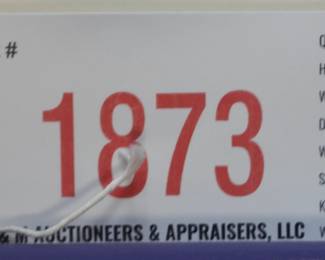 #
1873
& M AUCTIONEERS & APPRAISERS, LLC